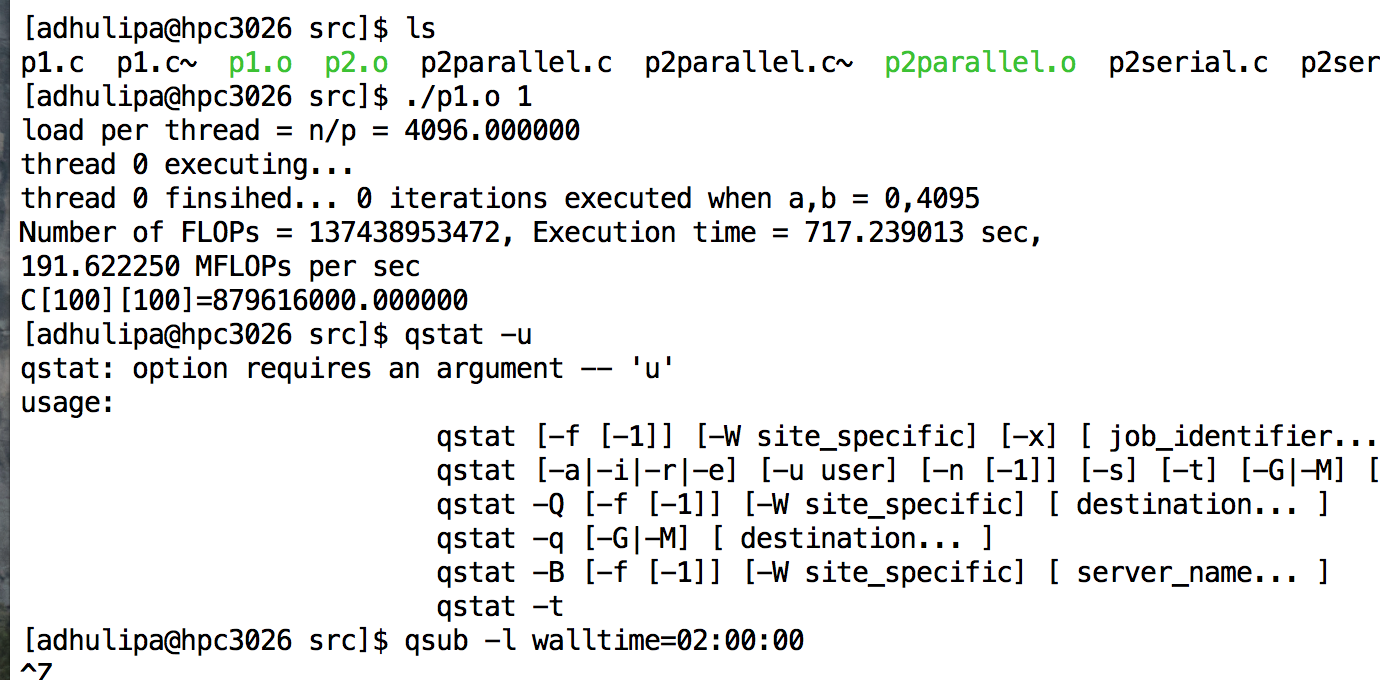 [adhulipa@hpc3026 src]$ ls
p1.c  p1.c~  p1.o  p2.o  p2parallel.c  p2parallel.c~  p2parallel.o  p2serial.c  p2ser
[adhulipa@hpc3026 src]$ ./p1.o 1
load per thread = n/p = 4096.000000
thread 0 executing...
thread 0 finsihed... 0 iterations executed when a,b = 0,4095
Number of FLOPs = 137438953472, Execution time = 717.239013 sec,
191.622250 MFLOPs per sec
C[100][100]=879616000.000000
[adhulipa@hpc3026 src]$ qstat -u
qstat: option requires an argument -- 'u'
usage:
qstat [-f [-1]] [-W site_specific] [-x] [ job_identifier...
qstat [-a|-i|-r|-e] [-u user] [-n [-1]] [-s] [-t] [-G|-M] [
qstat -Q [-f [-1]] [-W site_specific] [ destination... ]
qstat -q [-G|-M] [ destination... ]
qstat -B [-f [-1]] [-W site_specific] [ server_name... ]
qstat -t
[adhulipa@hpc3026 src]$ qsub -l walltime=02:00:00
^Z